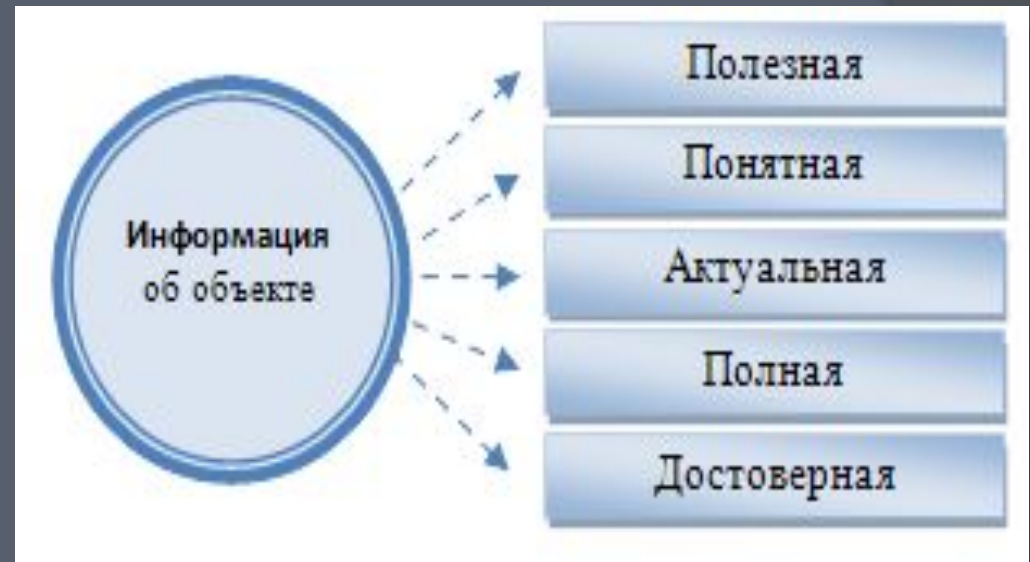 Информация
об объекте
Полезная
Понятная
Актуальная
Полная
Достоверная